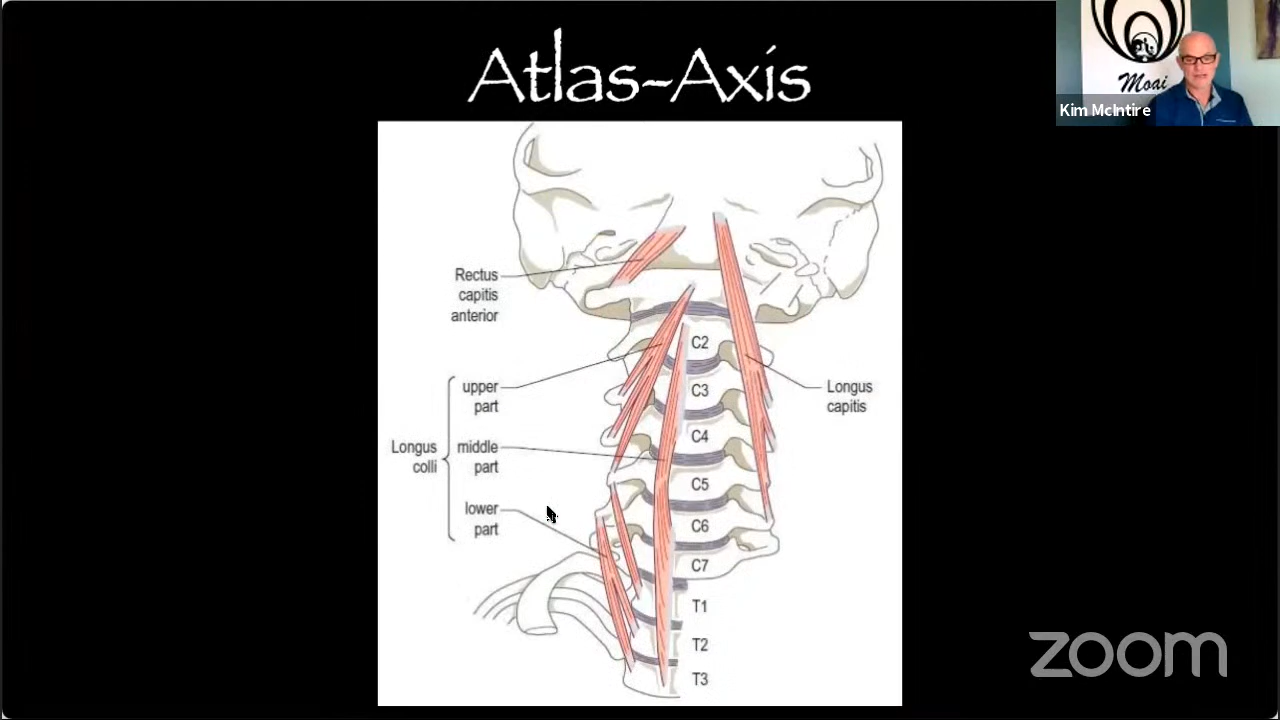 Atlas-Axis
Moai
Kim McIntire
Rectus
capitis
anterior
C2
upper
part
C3
Longus
capitis
C4
Longus
colli
middle
part
C5
lower
part
C6
C7
T1
T2
T3
zoom